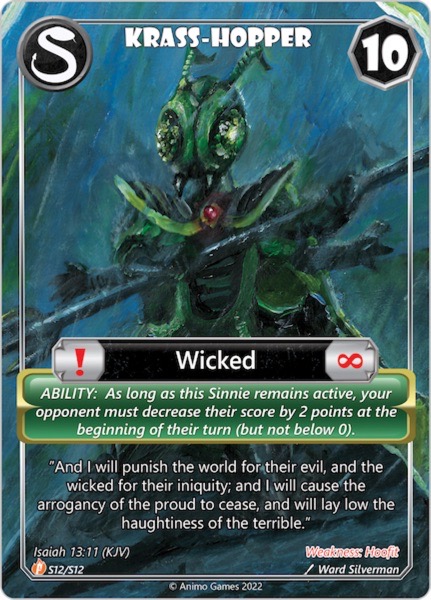 S
KRASS-HOPPER
10
! Wicked ∞
ABILITY: As long as this Sinnie remains active, your
opponent must decrease their score by 2 points at the
beginning of their turn (but not below 0).
"And I will punish the world for their evil, and the
wicked for their iniquity; and I will cause the
arrogancy of the proud to cease, and will lay low the
haughtiness of the terrible."
Isaiah 13:11 (KJV)
Weakness: Hoofit
P S12/S12
Ward Silverman
© Animo Games 2022